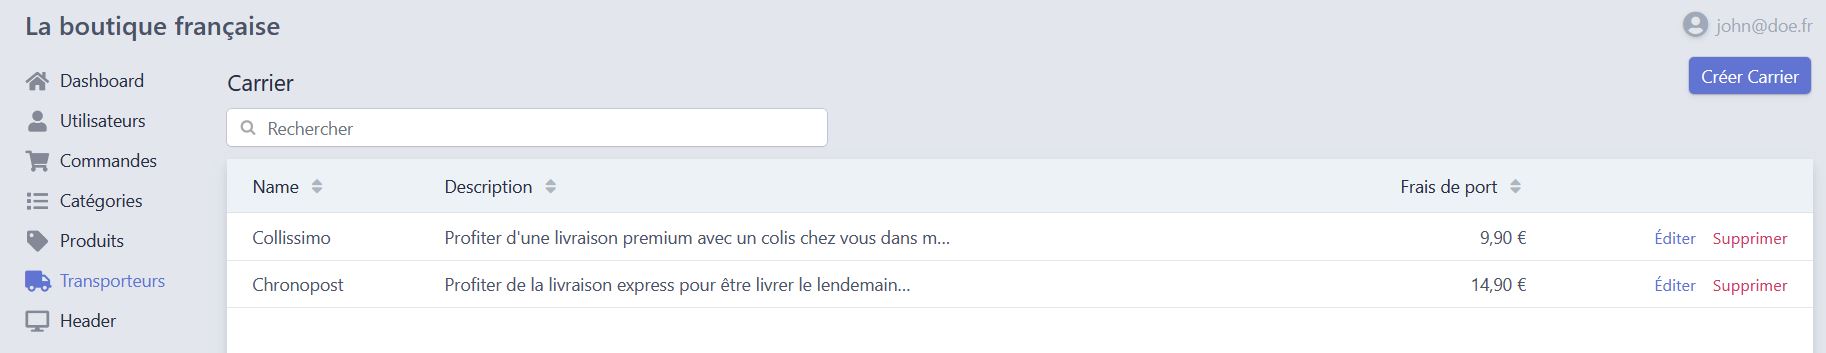 La boutique française
john@doe.fr
Dashboard
Utilisateurs
Commandes
Catégories
Produits
Transporteurs
Header
Carrier
Créer Carrier
Rechercher
Name Description Frais de port
Collissimo Profiter d'une livraison premium avec un colis chez vous dans m... 9,90 € Éditer Supprimer
Chronopost Profiter de la livraison express pour être livrer le lendemain... 14,90 € Éditer Supprimer